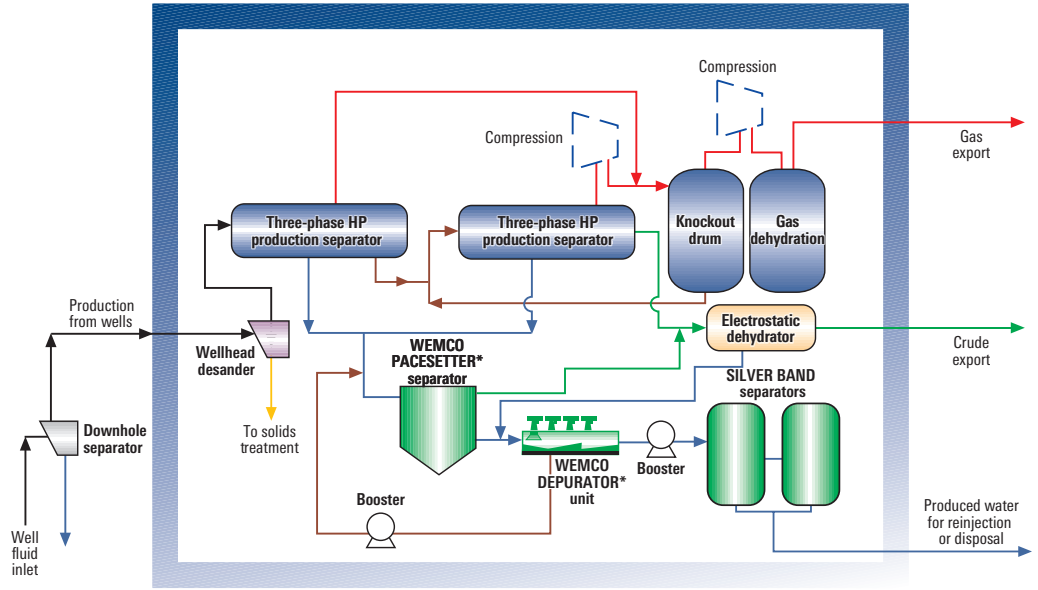 Compression
Compression
Gas
export
Three-phase HP
production separator
Three-phase HP
production separator
Knockout
drum
Gas
dehydration
Production
from wells
Wellhead
desander
WEMCO
PACESETTER*
separator
Electrostatic
dehydrator
Crude
export
SILVER BAND
separators
To solids
treatment
Downhole
separator
Booster
WEMCO
DEPURATOR*
unit
Booster
Well
fluid
inlet
Produced water
for reinjection
or disposal